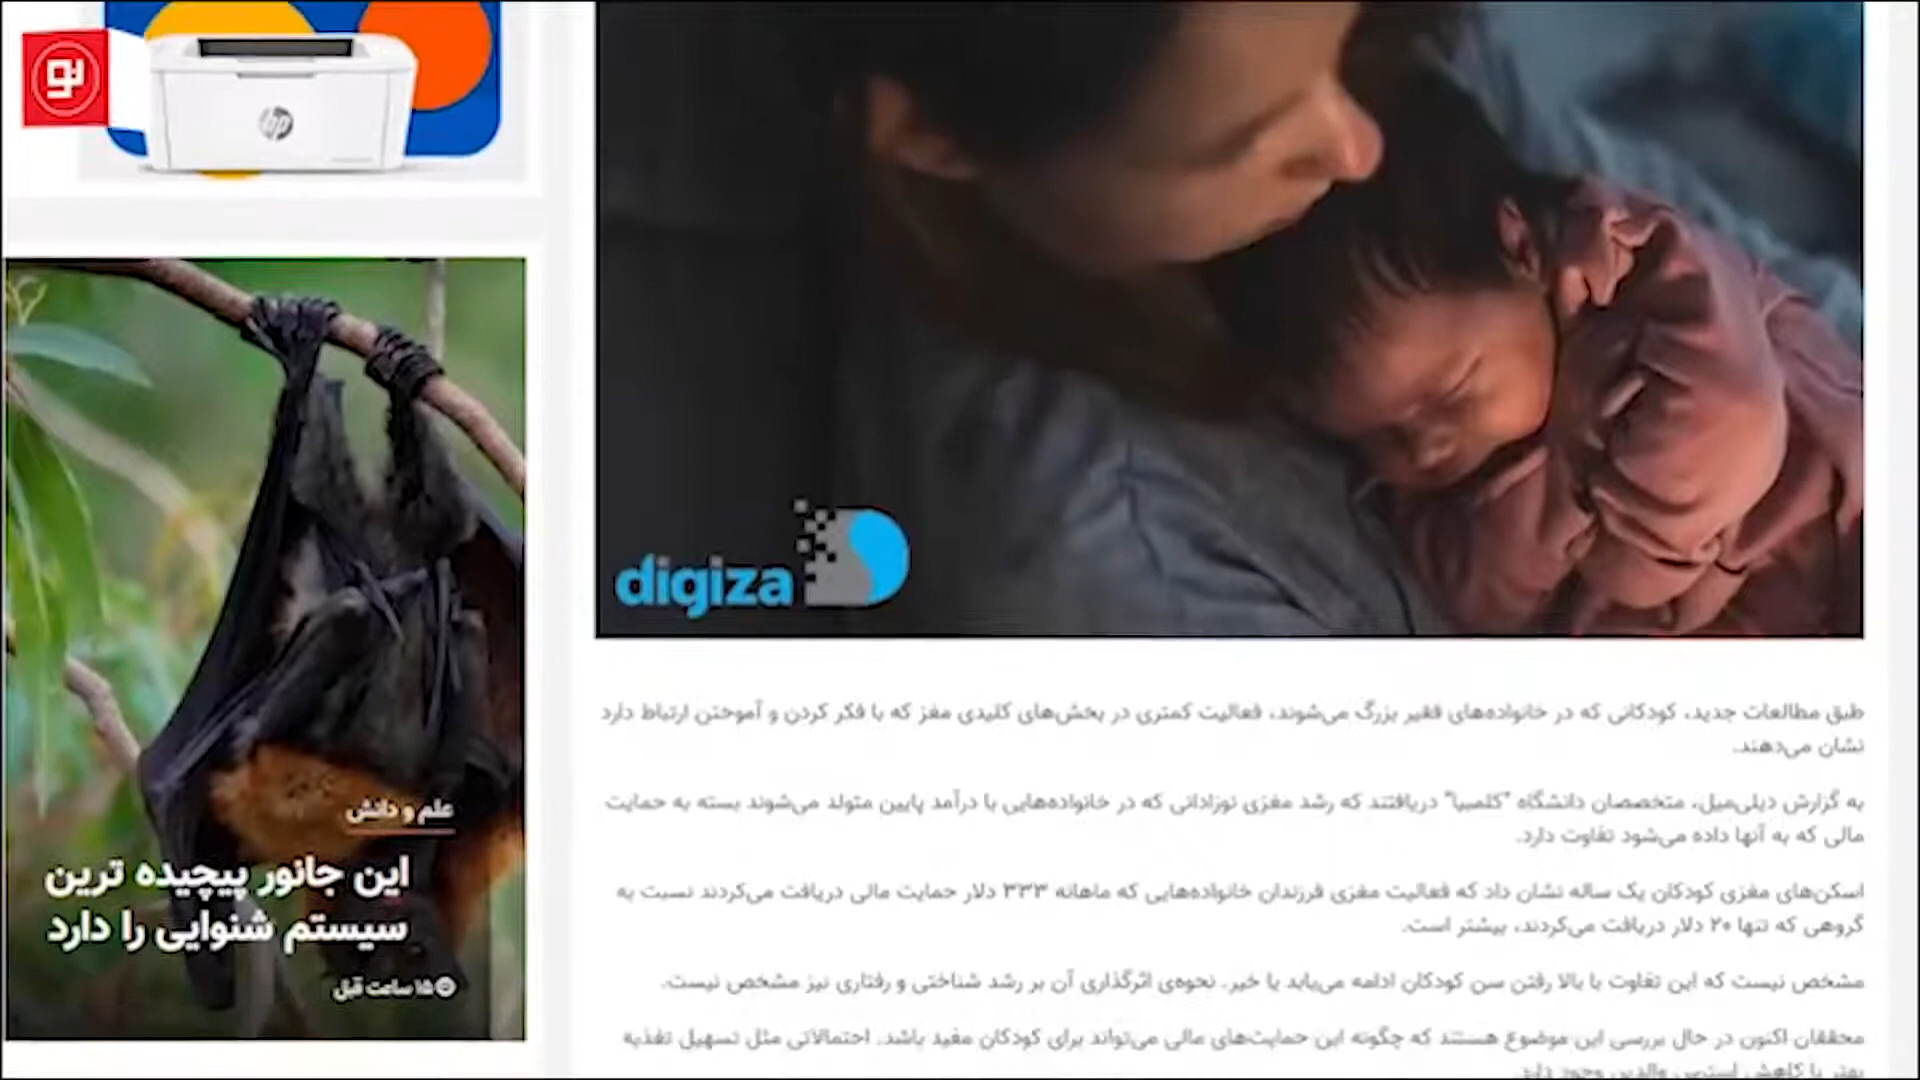 نو
hp
digiza
طبق مطالعات جدید، کودکانی که در خانواده‌های فقیر بزرگ می‌شوند، فعالیت کمتری در بخش‌های کلیدی مغز که با فکر کردن و آموختن ارتباط دارد
نشان می‌دهند.
به گزارش دیلی‌میل، متخصصان دانشگاه "کلمبیا" دریافتند که رشد مغزی نوزادانی که در خانواده‌هایی با درآمد پایین متولد می‌شوند بسته به حمایت
مالی که به آنها داده می‌شود تفاوت دارد.
اسکن‌های مغزی کودکان یک ساله نشان داد که فعالیت مغزی فرزندان خانواده‌هایی که ماهانه ۳۳۳ دلار حمایت مالی دریافت می‌کردند نسبت به
گروهی که تنها ۲۰ دلار دریافت می‌کردند، بیشتر است.
مشخص نیست که این تفاوت با بالا رفتن سن کودکان ادامه می‌یابد یا خیر. نحوه‌ی اثرگذاری آن بر رشد شناختی و رفتاری نیز مشخص نیست.
محققان اکنون در حال بررسی این موضوع هستند که چگونه این حمایت‌های مالی می‌تواند برای کودکان مفید باشد. احتمالاتی مثل تسهیل تغذیه
بهتر یا کاهش استرس والدین وجود دارد.
علم و دانش
این جانور پیچیده ترین
سیستم شنوایی را دارد
۱۵ ساعت قبل